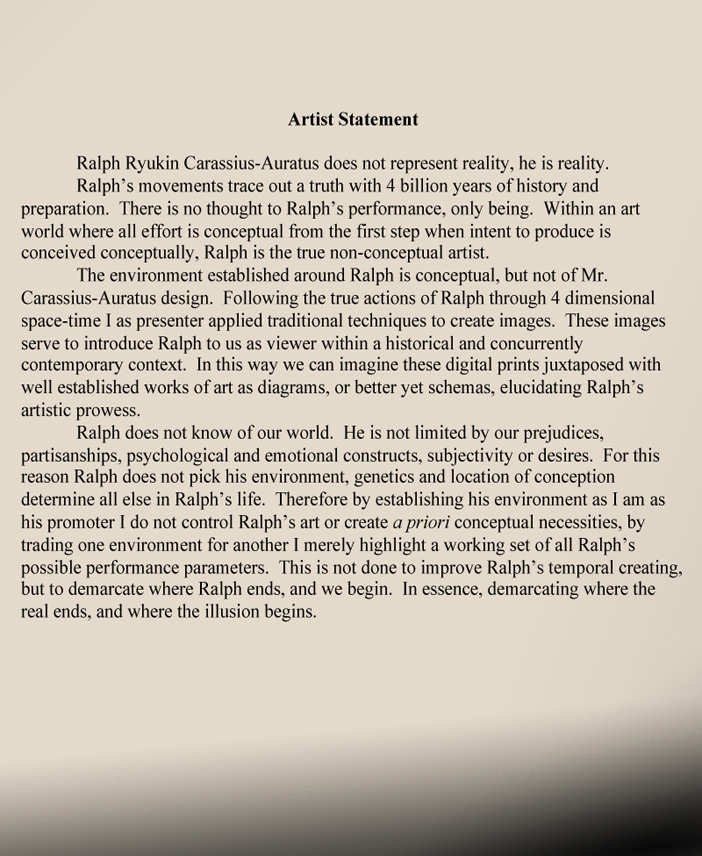 Artist Statement
Ralph Ryukin Carassius-Auratus does not represent reality, he is reality.
Ralph’s movements trace out a truth with 4 billion years of history and
preparation.  There is no thought to Ralph’s performance, only being.  Within an art
world where all effort is conceptual from the first step when intent to produce is
conceived conceptually, Ralph is the true non-conceptual artist.
The environment established around Ralph is conceptual, but not of Mr.
Carassius-Auratus design.  Following the true actions of Ralph through 4 dimensional
space-time I as presenter applied traditional techniques to create images.  These images
serve to introduce Ralph to us as viewer within a historical and concurrently
contemporary context.  In this way we can imagine these digital prints juxtaposed with
well established works of art as diagrams, or better yet schemas, elucidating Ralph’s
artistic prowess.
Ralph does not know of our world.  He is not limited by our prejudices,
partisanships, psychological and emotional constructs, subjectivity or desires.  For this
reason Ralph does not pick his environment, genetics and location of conception
determine all else in Ralph’s life.  Therefore by establishing his environment as I am as
his promoter I do not control Ralph’s art or create a priori conceptual necessities, by
trading one environment for another I merely highlight a working set of all Ralph’s
possible performance parameters.  This is not done to improve Ralph’s temporal creating,
but to demarcate where Ralph ends, and we begin.  In essence, demarcating where the
real ends, and where the illusion begins.